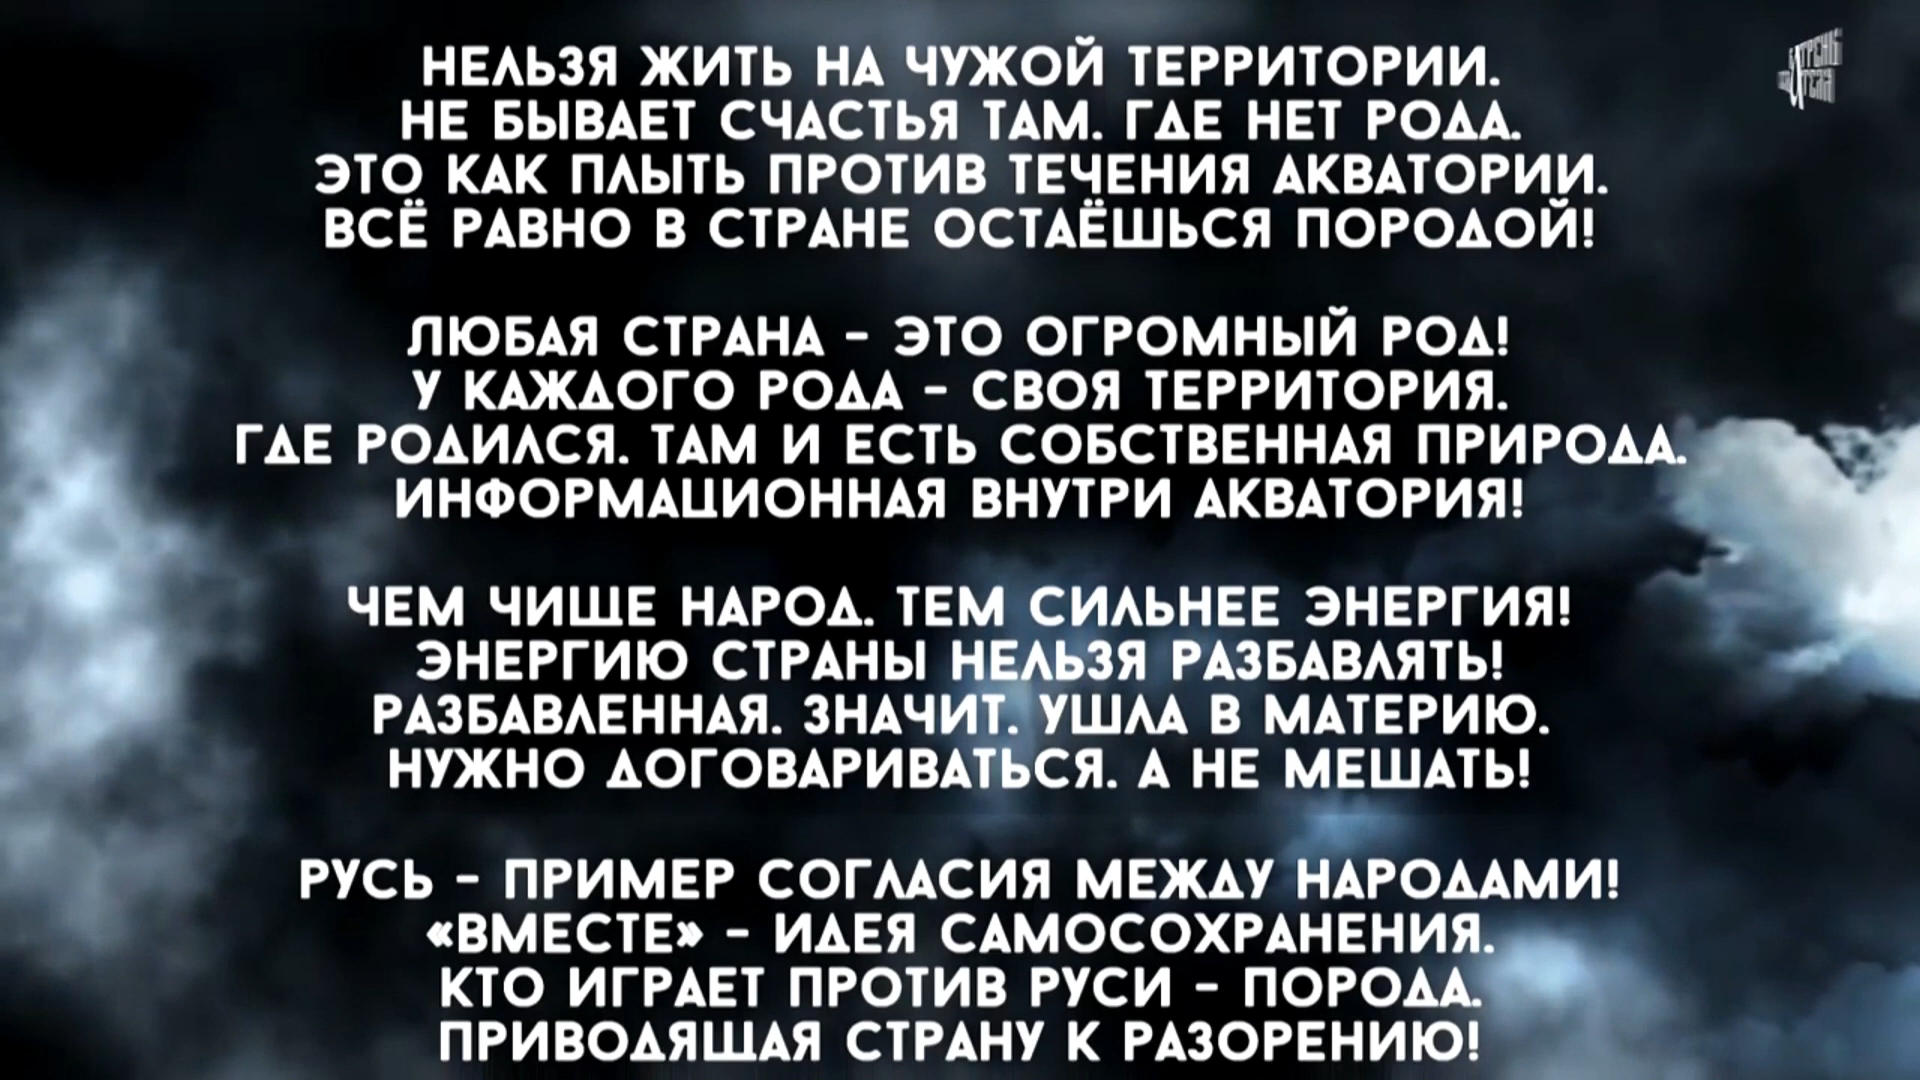 НЕЛЬЗЯ ЖИТЬ НА ЧУЖОЙ ТЕРРИТОРИИ.
НЕ БЫВАЕТ СЧАСТЬЯ ТАМ. ГДЕ НЕТ РОДА.
ЭТО КАК ПЛЫТЬ ПРОТИВ ТЕЧЕНИЯ АКВАТОРИИ.
ВСЁ РАВНО В СТРАНЕ ОСТАЁШЬСЯ ПОРОДОЙ!
ЛЮБАЯ СТРАНА - ЭТО ОГРОМНЫЙ РОД!
У КАЖДОГО РОДА - СВОЯ ТЕРРИТОРИЯ.
ГДЕ РОДИЛСЯ. ТАМ И ЕСТЬ СОБСТВЕННАЯ ПРИРОДА.
ИНФОРМАЦИОННАЯ ВНУТРИ АКВАТОРИЯ!
ЧЕМ ЧИЩЕ НАРОД. ТЕМ СИЛЬНЕЕ ЭНЕРГИЯ!
ЭНЕРГИЮ СТРАНЫ НЕЛЬЗЯ РАЗБАВЛЯТЬ!
РАЗБАВЛЕННАЯ. ЗНАЧИТ. УШЛА В МАТЕРИЮ.
НУЖНО ДОГОВАРИВАТЬСЯ. А НЕ МЕШАТЬ!
РУСЬ - ПРИМЕР СОГЛАСИЯ МЕЖДУ НАРОДАМИ!
«ВМЕСТЕ» - ИДЕЯ САМОСОХРАНЕНИЯ.
КТО ИГРАЕТ ПРОТИВ РУСИ - ПОРОДА.
ПРИВОДЯЩАЯ СТРАНУ К РАЗОРЕНИЮ!